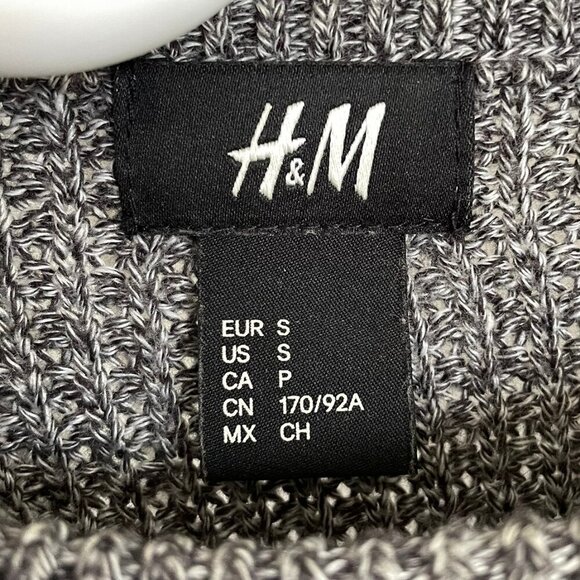 H&M
EUR S
US S
CA P
CN 170/92A
MX CH